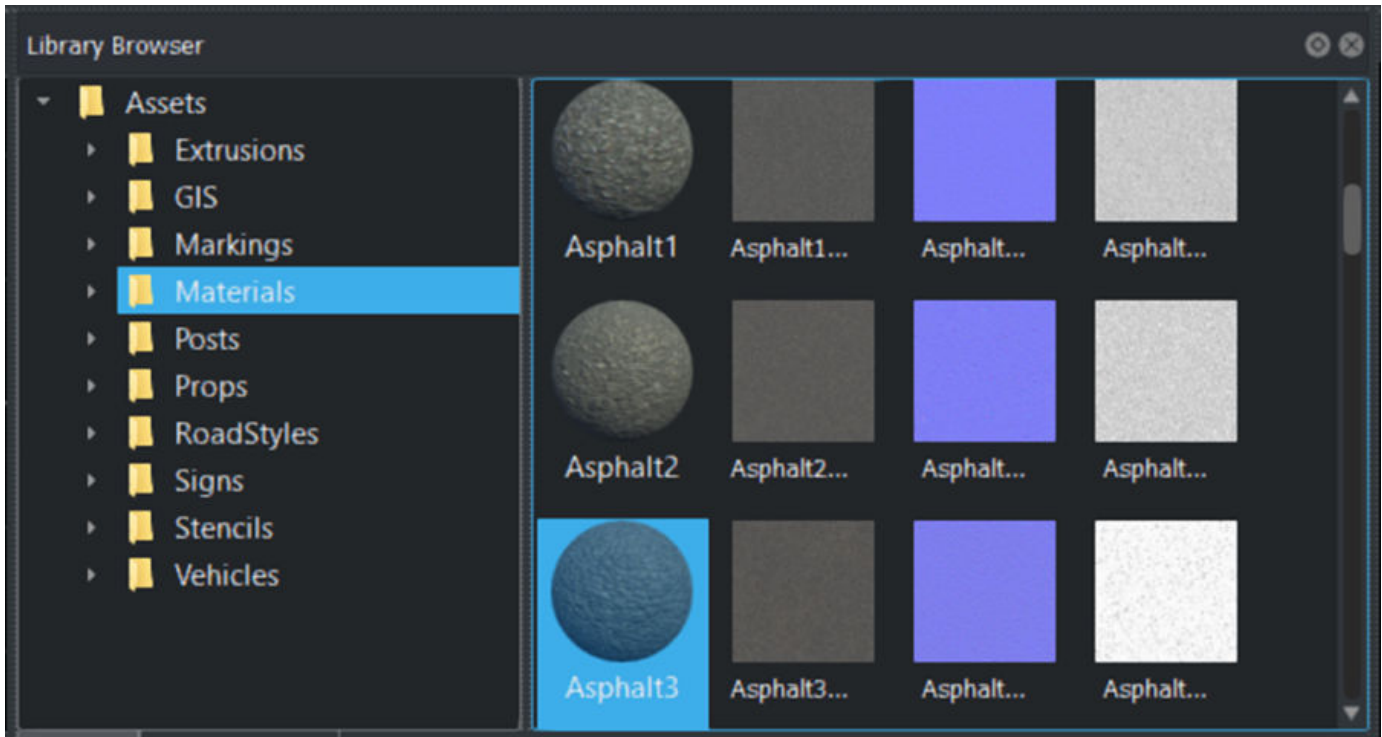 Library Browser
Assets
Extrusions
GIS
Markings
Materials
Posts
Props
RoadStyles
Signs
Stencils
Vehicles
Asphalt1 Asphalt1... Asphalt... Asphalt...
Asphalt2 Asphalt2... Asphalt... Asphalt...
Asphalt3 Asphalt3... Asphalt... Asphalt...